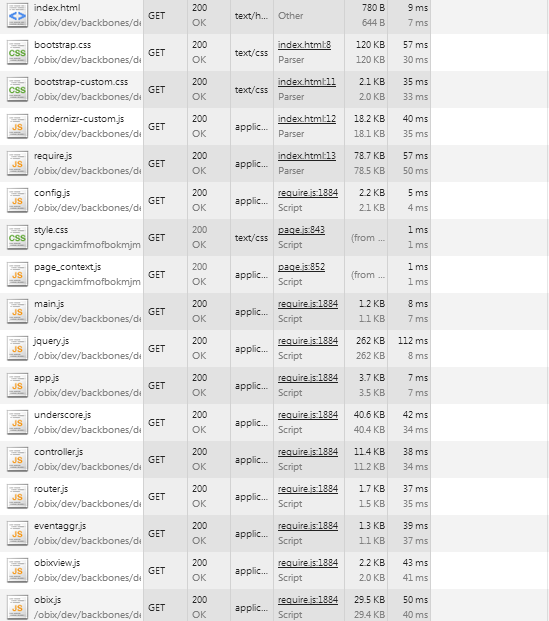 index.html GET 200 text/h... Other 780 B 9 ms
/obix/dev/backbones/de OK 644 B 7 ms
bootstrap.css GET 200 text/css index.html:8 120 KB 57 ms
/obix/dev/backbones/de OK Parser 120 KB 30 ms
bootstrap-custom.css GET 200 text/css index.html:11 2.1 KB 35 ms
/obix/dev/backbones/de OK Parser 2.0 KB 33 ms
modernizr-custom.js GET 200 applic... index.html:12 18.2 KB 40 ms
/obix/dev/backbones/de OK Parser 18.1 KB 35 ms
require.js GET 200 applic... index.html:13 78.7 KB 57 ms
/obix/dev/backbones/de OK Parser 78.5 KB 50 ms
config.js GET 200 applic... require.js:1884 2.2 KB 5 ms
/obix/dev/backbones/de OK Script 2.1 KB 4 ms
style.css GET 200 text/css page.js:843 (from ... 1 ms
cpngackimfmofbokmjm OK Script 1 ms
page_context.js GET 200 applic... page.js:852 (from ... 1 ms
cpngackimfmofbokmjm OK Script 1 ms
main.js GET 200 applic... require.js:1884 1.2 KB 8 ms
/obix/dev/backbones/de OK Script 1.1 KB 7 ms
jquery.js GET 200 applic... require.js:1884 262 KB 112 ms
/obix/dev/backbones/de OK Script 262 KB 8 ms
app.js GET 200 applic... require.js:1884 3.7 KB 7 ms
/obix/dev/backbones/de OK Script 3.5 KB 7 ms
underscore.js GET 200 applic... require.js:1884 40.6 KB 42 ms
/obix/dev/backbones/de OK Script 40.4 KB 34 ms
controller.js GET 200 applic... require.js:1884 11.4 KB 38 ms
/obix/dev/backbones/de OK Script 11.2 KB 34 ms
router.js GET 200 applic... require.js:1884 1.7 KB 37 ms
/obix/dev/backbones/de OK Script 1.5 KB 35 ms
eventaggr.js GET 200 applic... require.js:1884 1.3 KB 39 ms
/obix/dev/backbones/de OK Script 1.1 KB 37 ms
obixview.js GET 200 applic... require.js:1884 2.2 KB 43 ms
/obix/dev/backbones/de OK Script 2.0 KB 41 ms
obix.js GET 200 applic... require.js:1884 29.5 KB 50 ms
/obix/dev/backbones/de OK Script 29.4 KB 40 ms